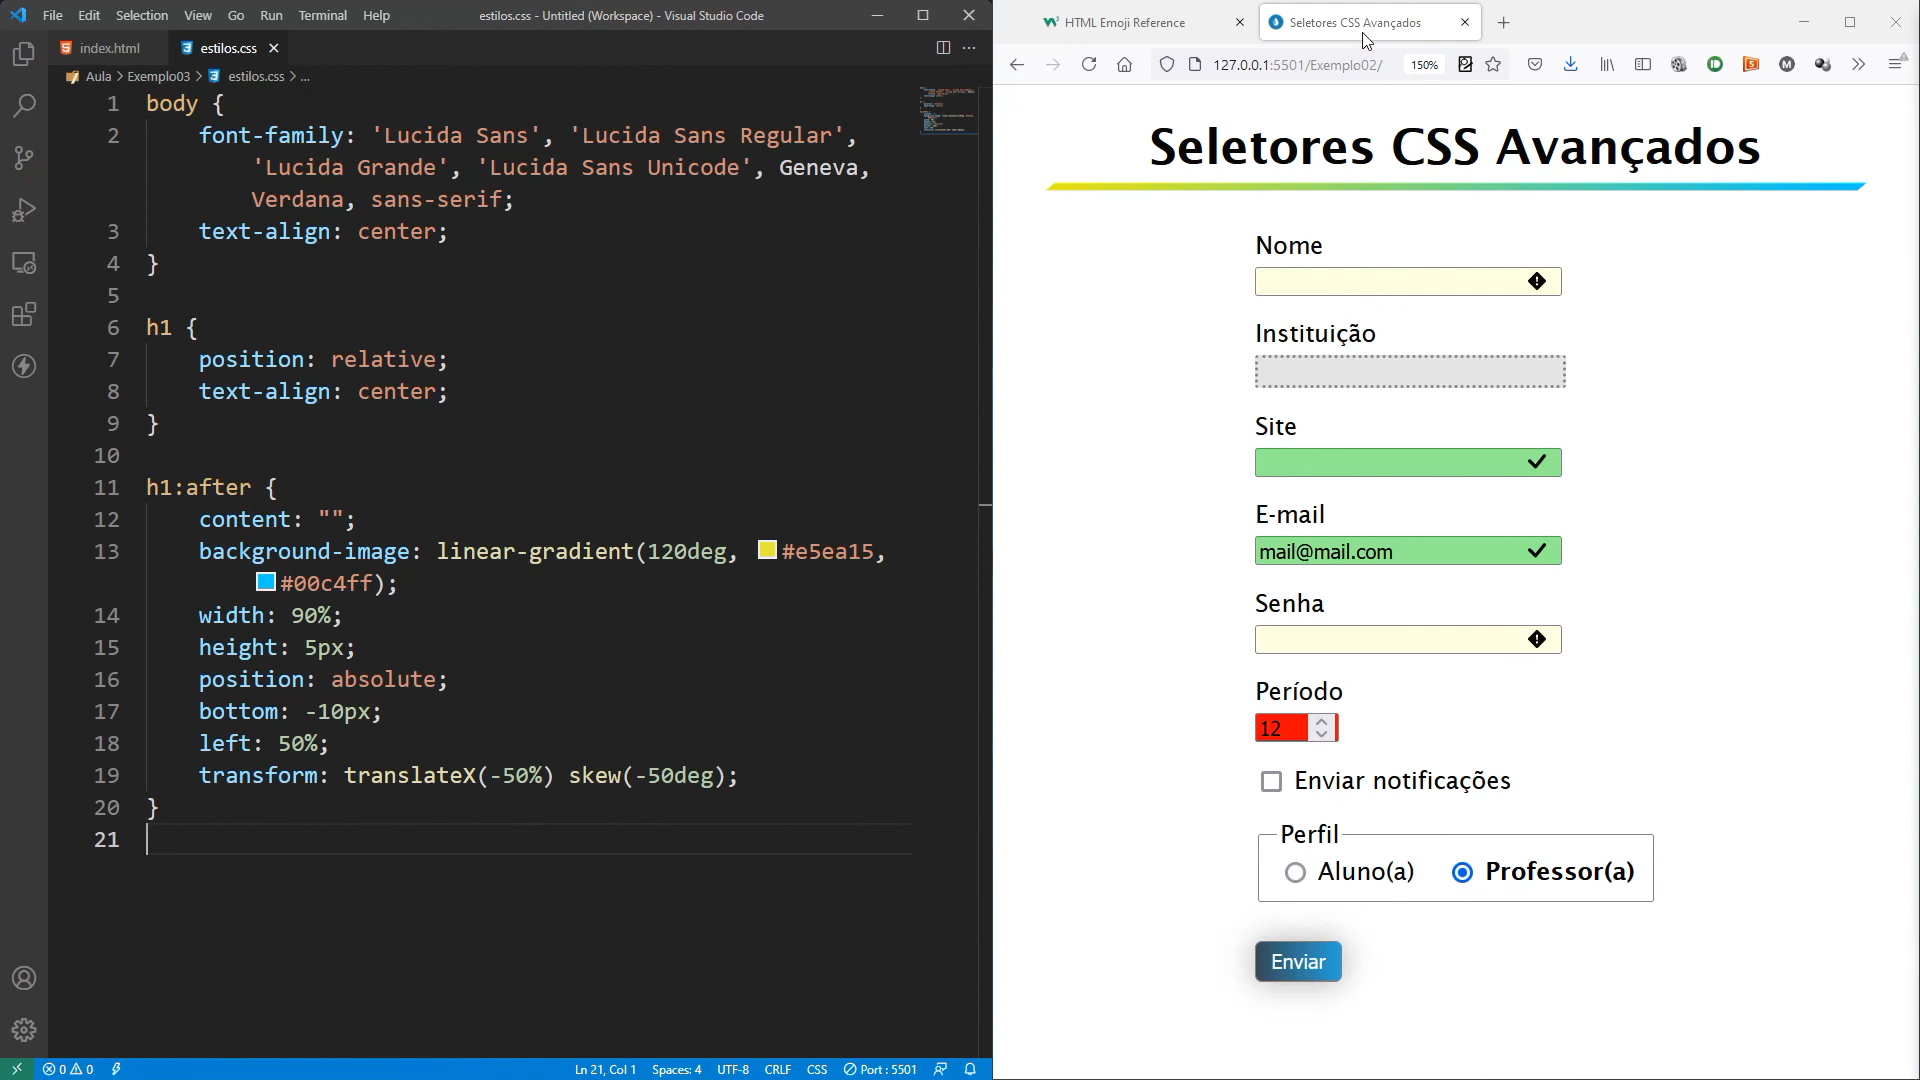 File Edit Selection View Go Run Terminal Help
estilos.css - Untitled (Workspace) - Visual Studio Code
index.html
estilos.css
Aula > Exemplo03 > estilos.css > ...
1 body {
2 font-family: 'Lucida Sans', 'Lucida Sans Regular',
'Lucida Grande', 'Lucida Sans Unicode', Geneva,
Verdana, sans-serif;
3 text-align: center;
4 }
5
6 h1 {
7 position: relative;
8 text-align: center;
9 }
10
11 h1:after {
12 content: "";
13 background-image: linear-gradient(120deg, #e5ea15,
#00c4ff);
14 width: 90%;
15 height: 5px;
16 position: absolute;
17 bottom: -10px;
18 left: 50%;
19 transform: translateX(-50%) skew(-50deg);
20 }
21
0 0
Ln 21, Col 1 Spaces: 4 UTF-8 CRLF CSS Port : 5501
HTML Emoji Reference
Seletores CSS Avançados
127.0.0.1:5501/Exemplo02/ 150%
Seletores CSS Avançados
Nome
Instituição
Site
E-mail
mail@mail.com
Senha
Período
12
Enviar notificações
Perfil
Aluno(a) Professor(a)
Enviar